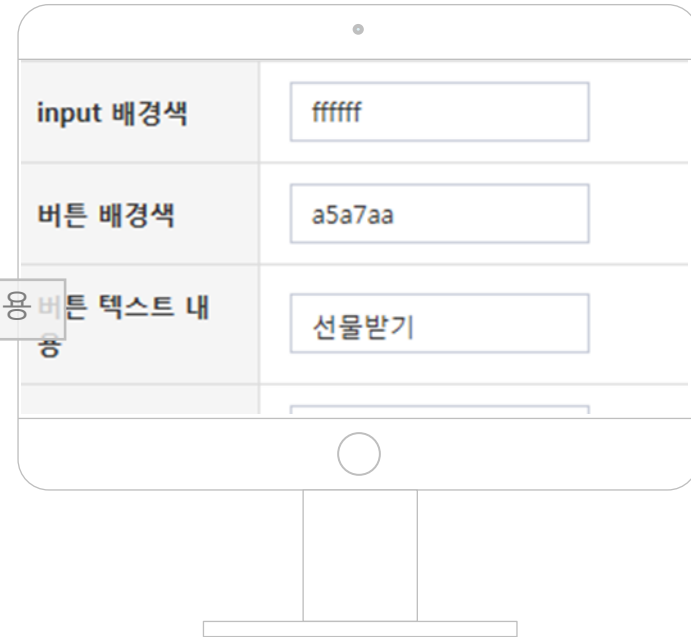 input 배경색
ffffff
버튼 배경색
a5a7aa
용
버튼 텍스트 내
용
선물받기